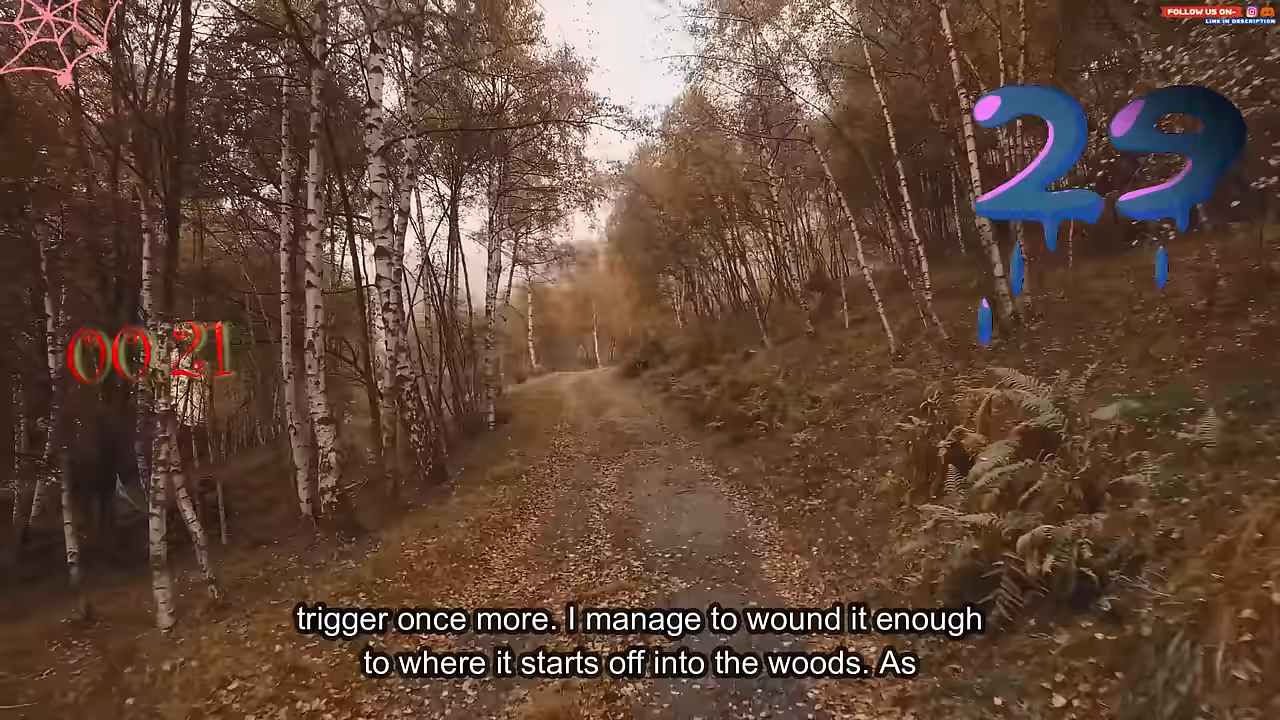 FOLLOW US ON-
LINK IN DESCRIPTION
29
00 21
trigger once more. I manage to wound it enough
to where it starts off into the woods. As